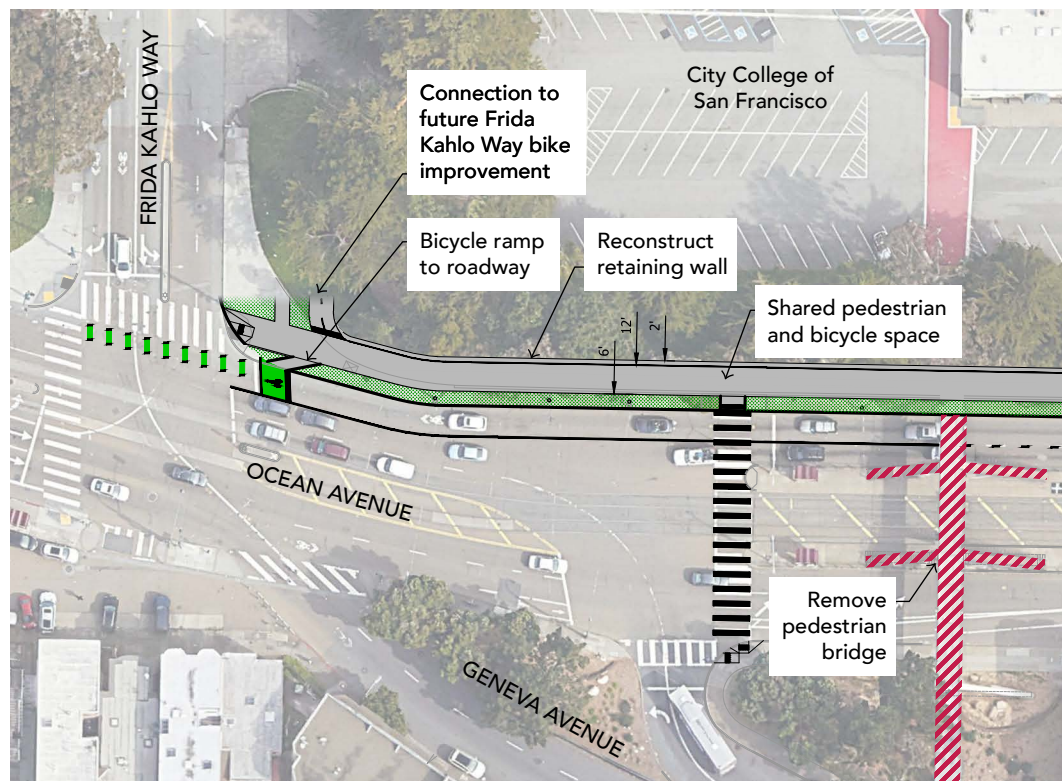 FRIDA KAHLO WAY
City College of
San Francisco
Connection to
future Frida
Kahlo Way bike
improvement
Bicycle ramp
to roadway
Reconstruct
retaining wall
Shared pedestrian
and bicycle space
12'
2'
6'
OCEAN AVENUE
Remove
pedestrian
bridge
GENEVA AVENUE